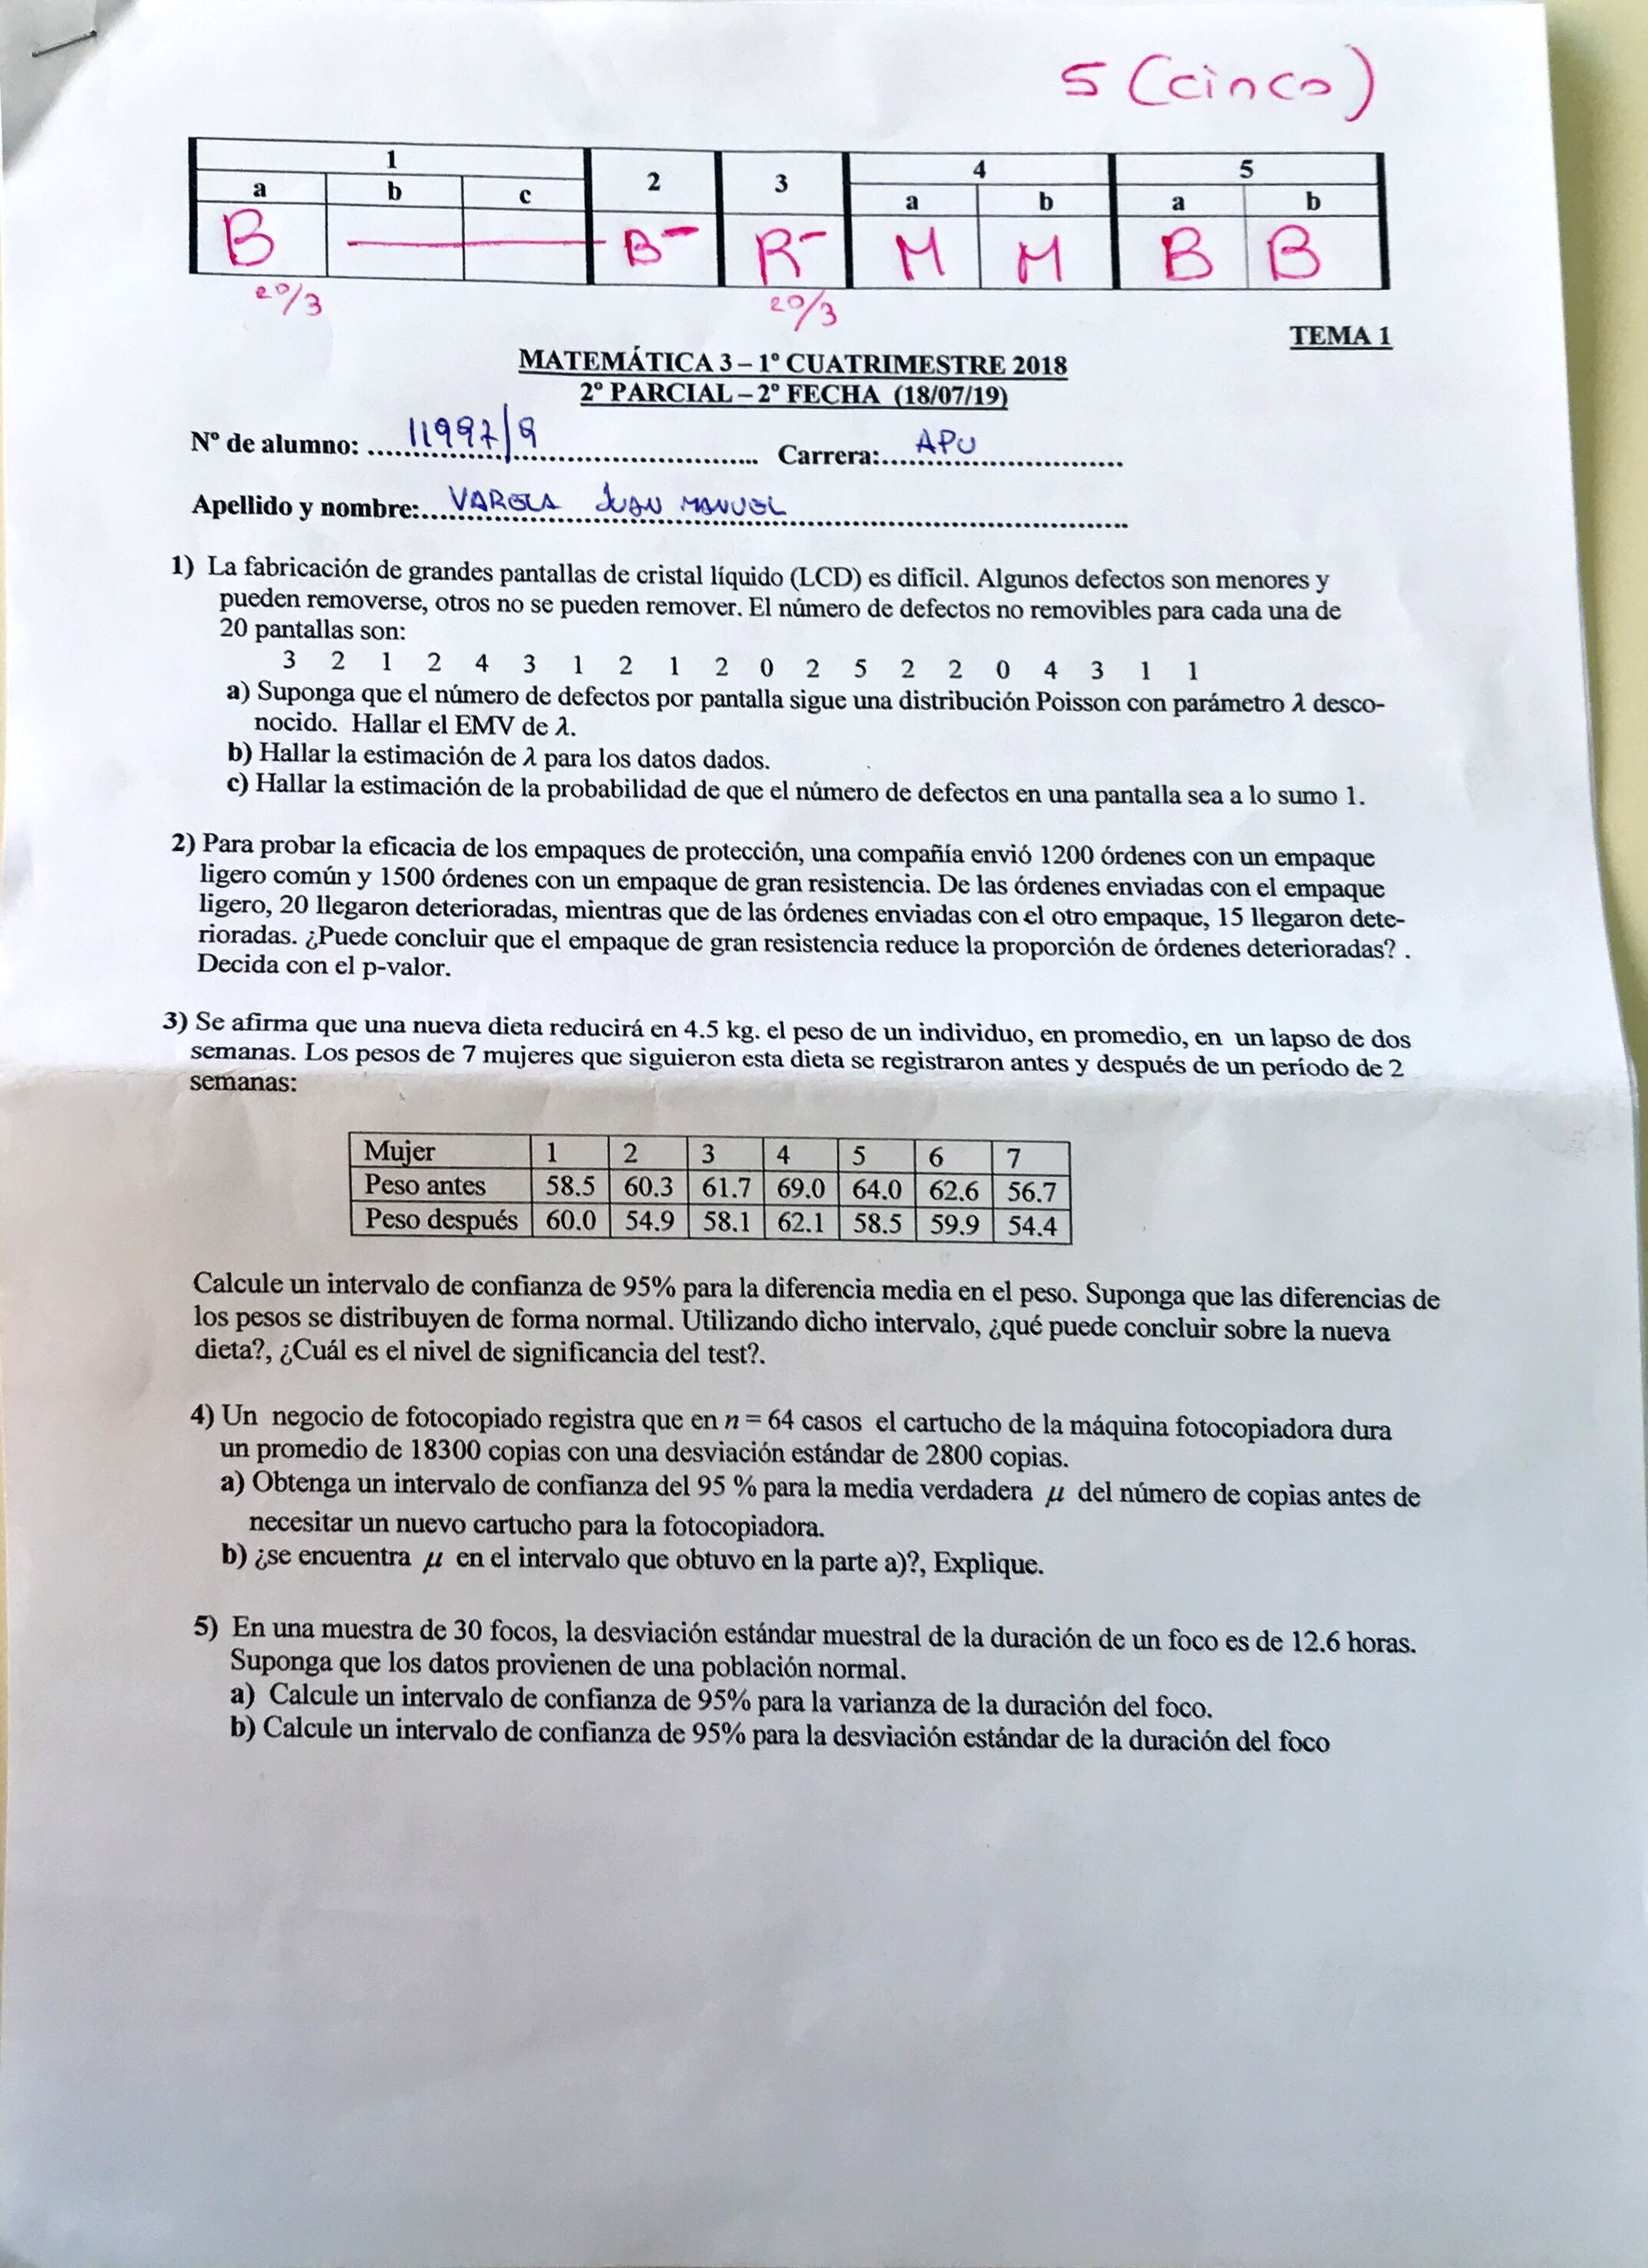 5 (cinco)
1 2 3 4 5
a b c a b a b
B B- R- M M B B
20/3 20/3
TEMA 1
MATEMÁTICA 3 – 1º CUATRIMESTRE 2018
2º PARCIAL – 2º FECHA (18/07/19)
Nº de alumno: 11997/9 Carrera: APU
Apellido y nombre: VARELA JUAN MANUEL
1) La fabricación de grandes pantallas de cristal líquido (LCD) es difícil. Algunos defectos son menores y
pueden removerse, otros no se pueden remover. El número de defectos no removibles para cada una de
20 pantallas son:
3 2 1 2 4 3 1 2 1 2 0 2 5 2 2 0 4 3 1 1
a) Suponga que el número de defectos por pantalla sigue una distribución Poisson con parámetro λ desco-
nocido. Hallar el EMV de λ.
b) Hallar la estimación de λ para los datos dados.
c) Hallar la estimación de la probabilidad de que el número de defectos en una pantalla sea a lo sumo 1.
2) Para probar la eficacia de los empaques de protección, una compañía envió 1200 órdenes con un empaque
ligero común y 1500 órdenes con un empaque de gran resistencia. De las órdenes enviadas con el empaque
ligero, 20 llegaron deterioradas, mientras que de las órdenes enviadas con el otro empaque, 15 llegaron dete-
rioradas. ¿Puede concluir que el empaque de gran resistencia reduce la proporción de órdenes deterioradas? .
Decida con el p-valor.
3) Se afirma que una nueva dieta reducirá en 4.5 kg. el peso de un individuo, en promedio, en un lapso de dos
semanas. Los pesos de 7 mujeres que siguieron esta dieta se registraron antes y después de un período de 2
semanas:
Mujer 1 2 3 4 5 6 7
Peso antes 58.5 60.3 61.7 69.0 64.0 62.6 56.7
Peso después 60.0 54.9 58.1 62.1 58.5 59.9 54.4
Calcule un intervalo de confianza de 95% para la diferencia media en el peso. Suponga que las diferencias de
los pesos se distribuyen de forma normal. Utilizando dicho intervalo, ¿qué puede concluir sobre la nueva
dieta?, ¿Cuál es el nivel de significancia del test?.
4) Un negocio de fotocopiado registra que en n = 64 casos el cartucho de la máquina fotocopiadora dura
un promedio de 18300 copias con una desviación estándar de 2800 copias.
a) Obtenga un intervalo de confianza del 95 % para la media verdadera μ del número de copias antes de
necesitar un nuevo cartucho para la fotocopiadora.
b) ¿se encuentra μ en el intervalo que obtuvo en la parte a)?, Explique.
5) En una muestra de 30 focos, la desviación estándar muestral de la duración de un foco es de 12.6 horas.
Suponga que los datos provienen de una población normal.
a) Calcule un intervalo de confianza de 95% para la varianza de la duración del foco.
b) Calcule un intervalo de confianza de 95% para la desviación estándar de la duración del foco